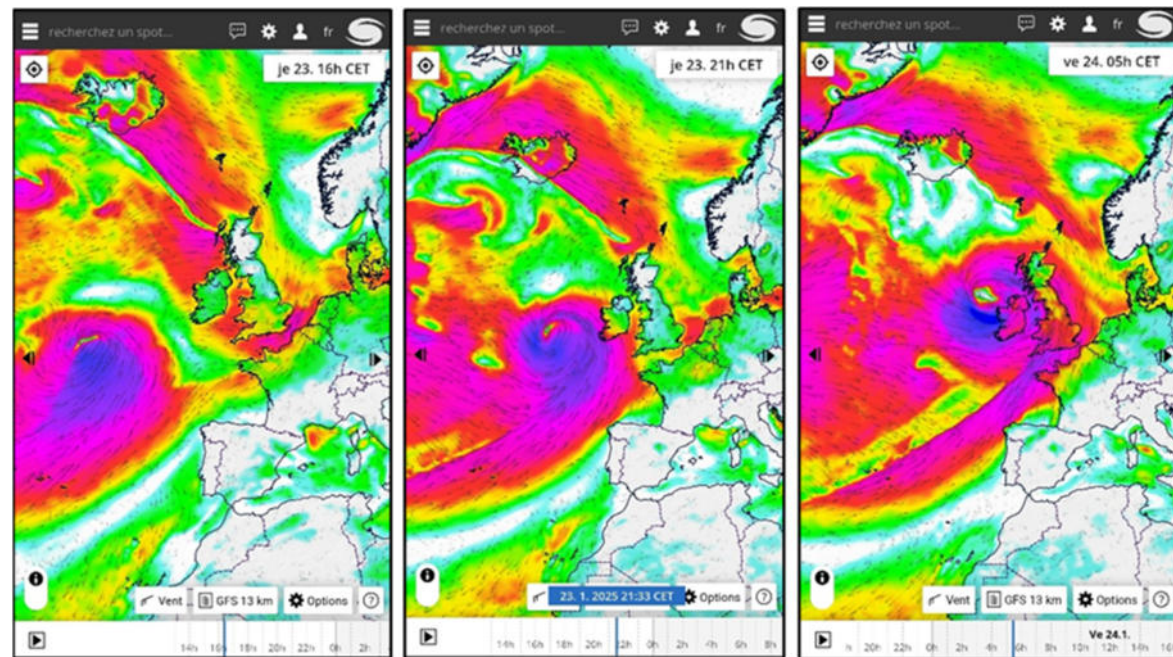 recherchez un spot...
fr
je 23. 16h CET
Vent
GFS 13 km
Options
?
14h 16h 20h 22h 0h 2h
recherchez un spot...
fr
je 23. 21h CET
23. 1. 2025 21:33 CET
Options
?
14h 16h 18h 20h 22h 0h 2h 4h 6h 8h
recherchez un spot...
fr
ve 24. 05h CET
Vent
GFS 13 km
Options
?
Ve 24.1.
20h 22h 0h 2h 4h 6h 8h 10h 12h 14h